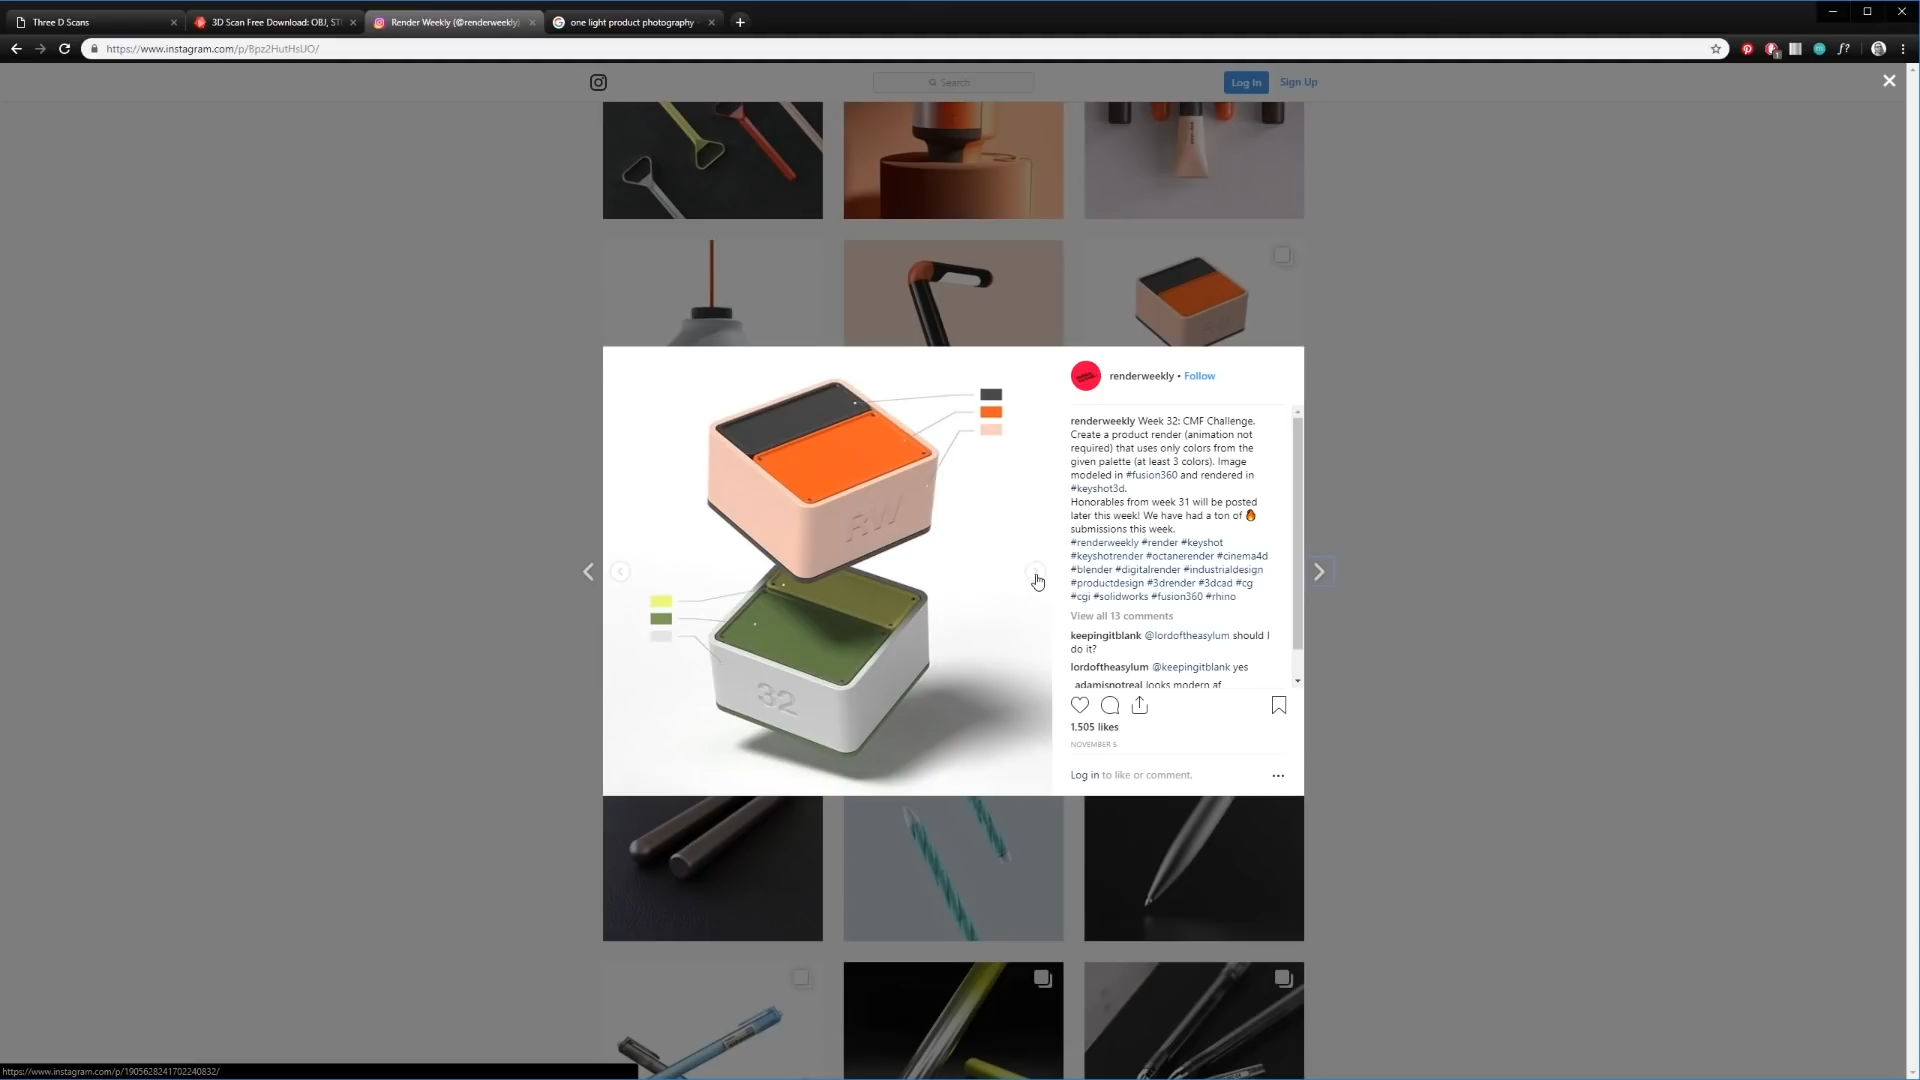 Three D Scans
3D Scan Free Download: OBJ, ST
Render Weekly (@renderweekly)
one light product photography
https://www.instagram.com/p/Bpz2HutHsUO/
Search
Log In
Sign Up
RW
32
renderweekly • Follow
renderweekly Week 32: CMF Challenge.
Create a product render (animation not
required) that uses only colors from the
given palette (at least 3 colors). Image
modeled in #fusion360 and rendered in
#keyshot3d.
Honorables from week 31 will be posted
later this week! We have had a ton of 🔥
submissions this week.
#renderweekly #render #keyshot
#keyshotrender #octanerender #cinema4d
#blender #digitalrender #industrialdesign
#productdesign #3drender #3dcad #cg
#cgi #solidworks #fusion360 #rhino
View all 13 comments
keepingitblank @lordoftheasylum should I
do it?
lordoftheasylum @keepingitblank yes
_adamisnotreal looks modern af
1,505 likes
NOVEMBER 5
Log in to like or comment.
https://www.instagram.com/p/1905628241702240832/